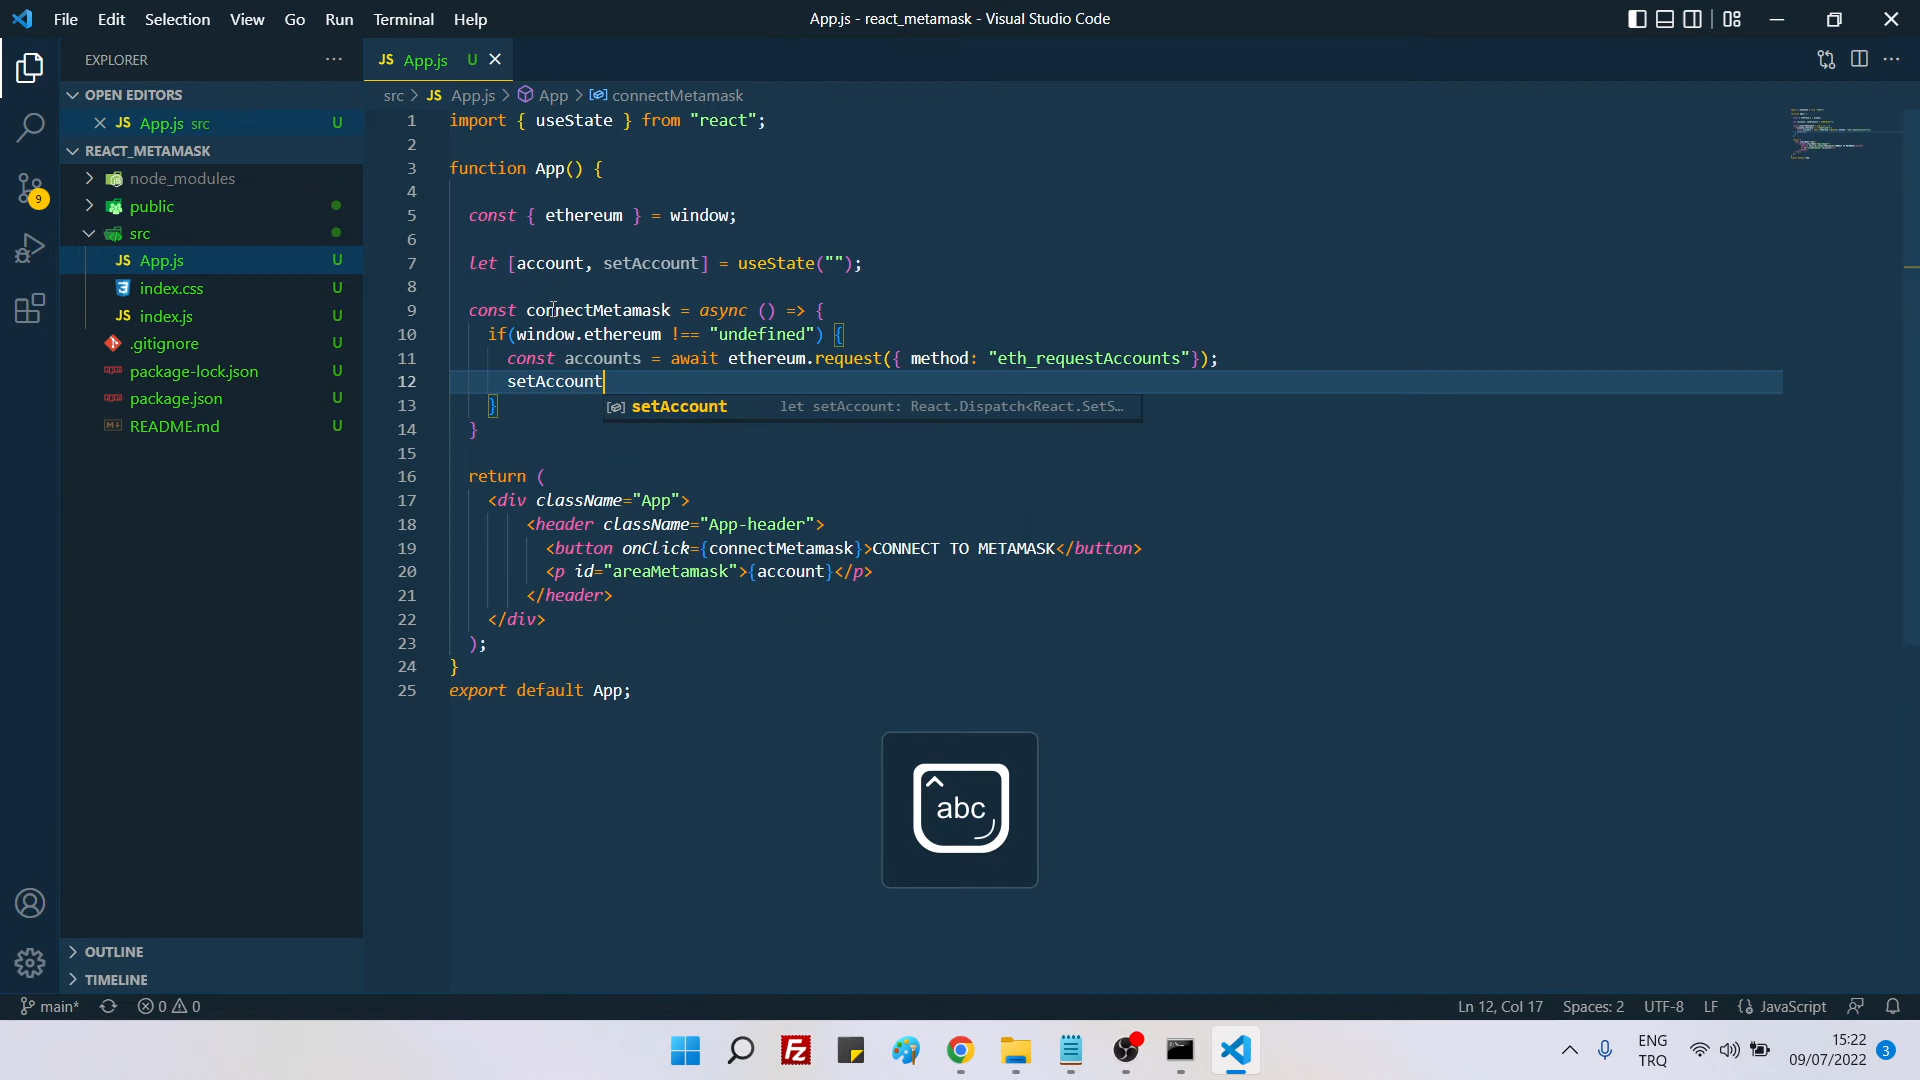 File Edit Selection View Go Run Terminal Help
App.js - react_metamask - Visual Studio Code
EXPLORER
JS App.js U
OPEN EDITORS
JS App.js src U
REACT_METAMASK
node_modules
public
src
JS App.js U
index.css U
JS index.js U
.gitignore U
package-lock.json U
package.json U
README.md U
OUTLINE
TIMELINE
9
src > JS App.js > App > connectMetamask
1 import { useState } from "react";
2
3 function App() {
4
5 const { ethereum } = window;
6
7 let [account, setAccount] = useState("");
8
9 const connectMetamask = async () => {
10 if(window.ethereum !== "undefined") {
11 const accounts = await ethereum.request({ method: "eth_requestAccounts"});
12 setAccount
13 }
setAccount let setAccount: React.Dispatch<React.SetS…
14 }
15
16 return (
17 <div className="App">
18 <header className="App-header">
19 <button onClick={connectMetamask}>CONNECT TO METAMASK</button>
20 <p id="areaMetamask">{account}</p>
21 </header>
22 </div>
23 );
24 }
25 export default App;
abc
main* 0 0
Ln 12, Col 17 Spaces: 2 UTF-8 LF JavaScript
Fz
ENG
TRQ
15:22
09/07/2022
3